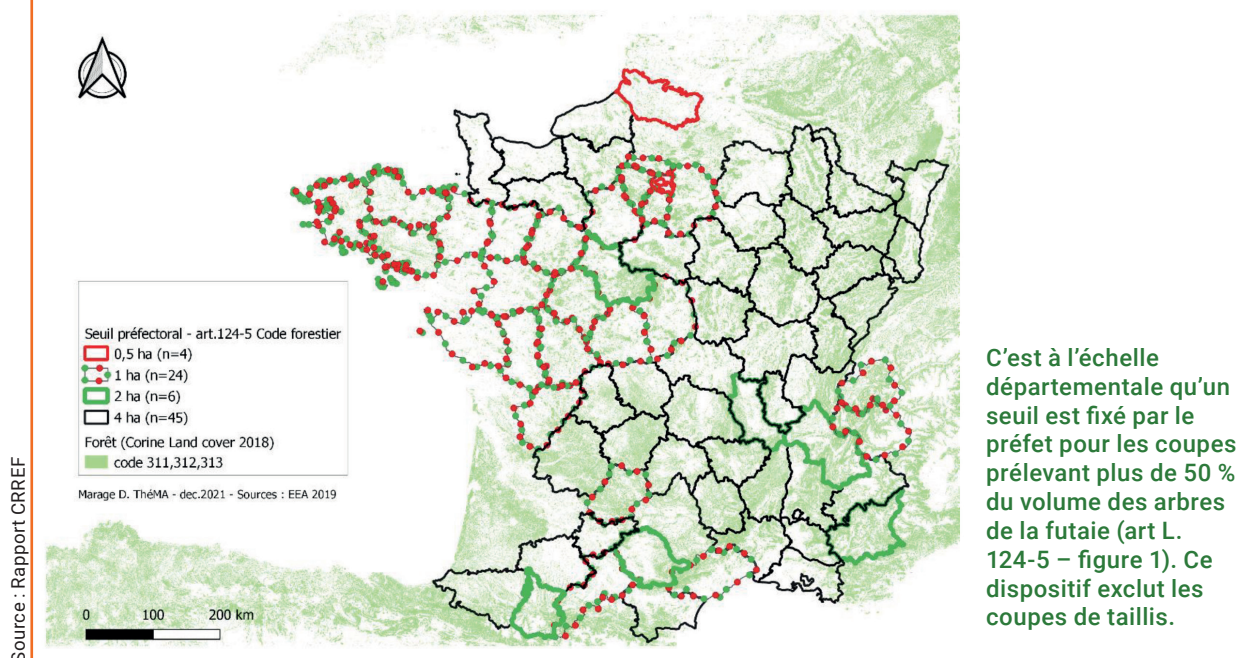 Seuil préfectoral - art.124-5 Code forestier
0,5 ha (n=4)
1 ha (n=24)
2 ha (n=6)
4 ha (n=45)
Forêt (Corine Land cover 2018)
code 311,312,313
Marage D. ThéMA - dec.2021 - Sources : EEA 2019
0 100 200 km
Source : Rapport CRREF
C’est à l’échelle
départementale qu’un
seuil est fixé par le
préfet pour les coupes
prélevant plus de 50 %
du volume des arbres
de la futaie (art L.
124-5 – figure 1). Ce
dispositif exclut les
coupes de taillis.